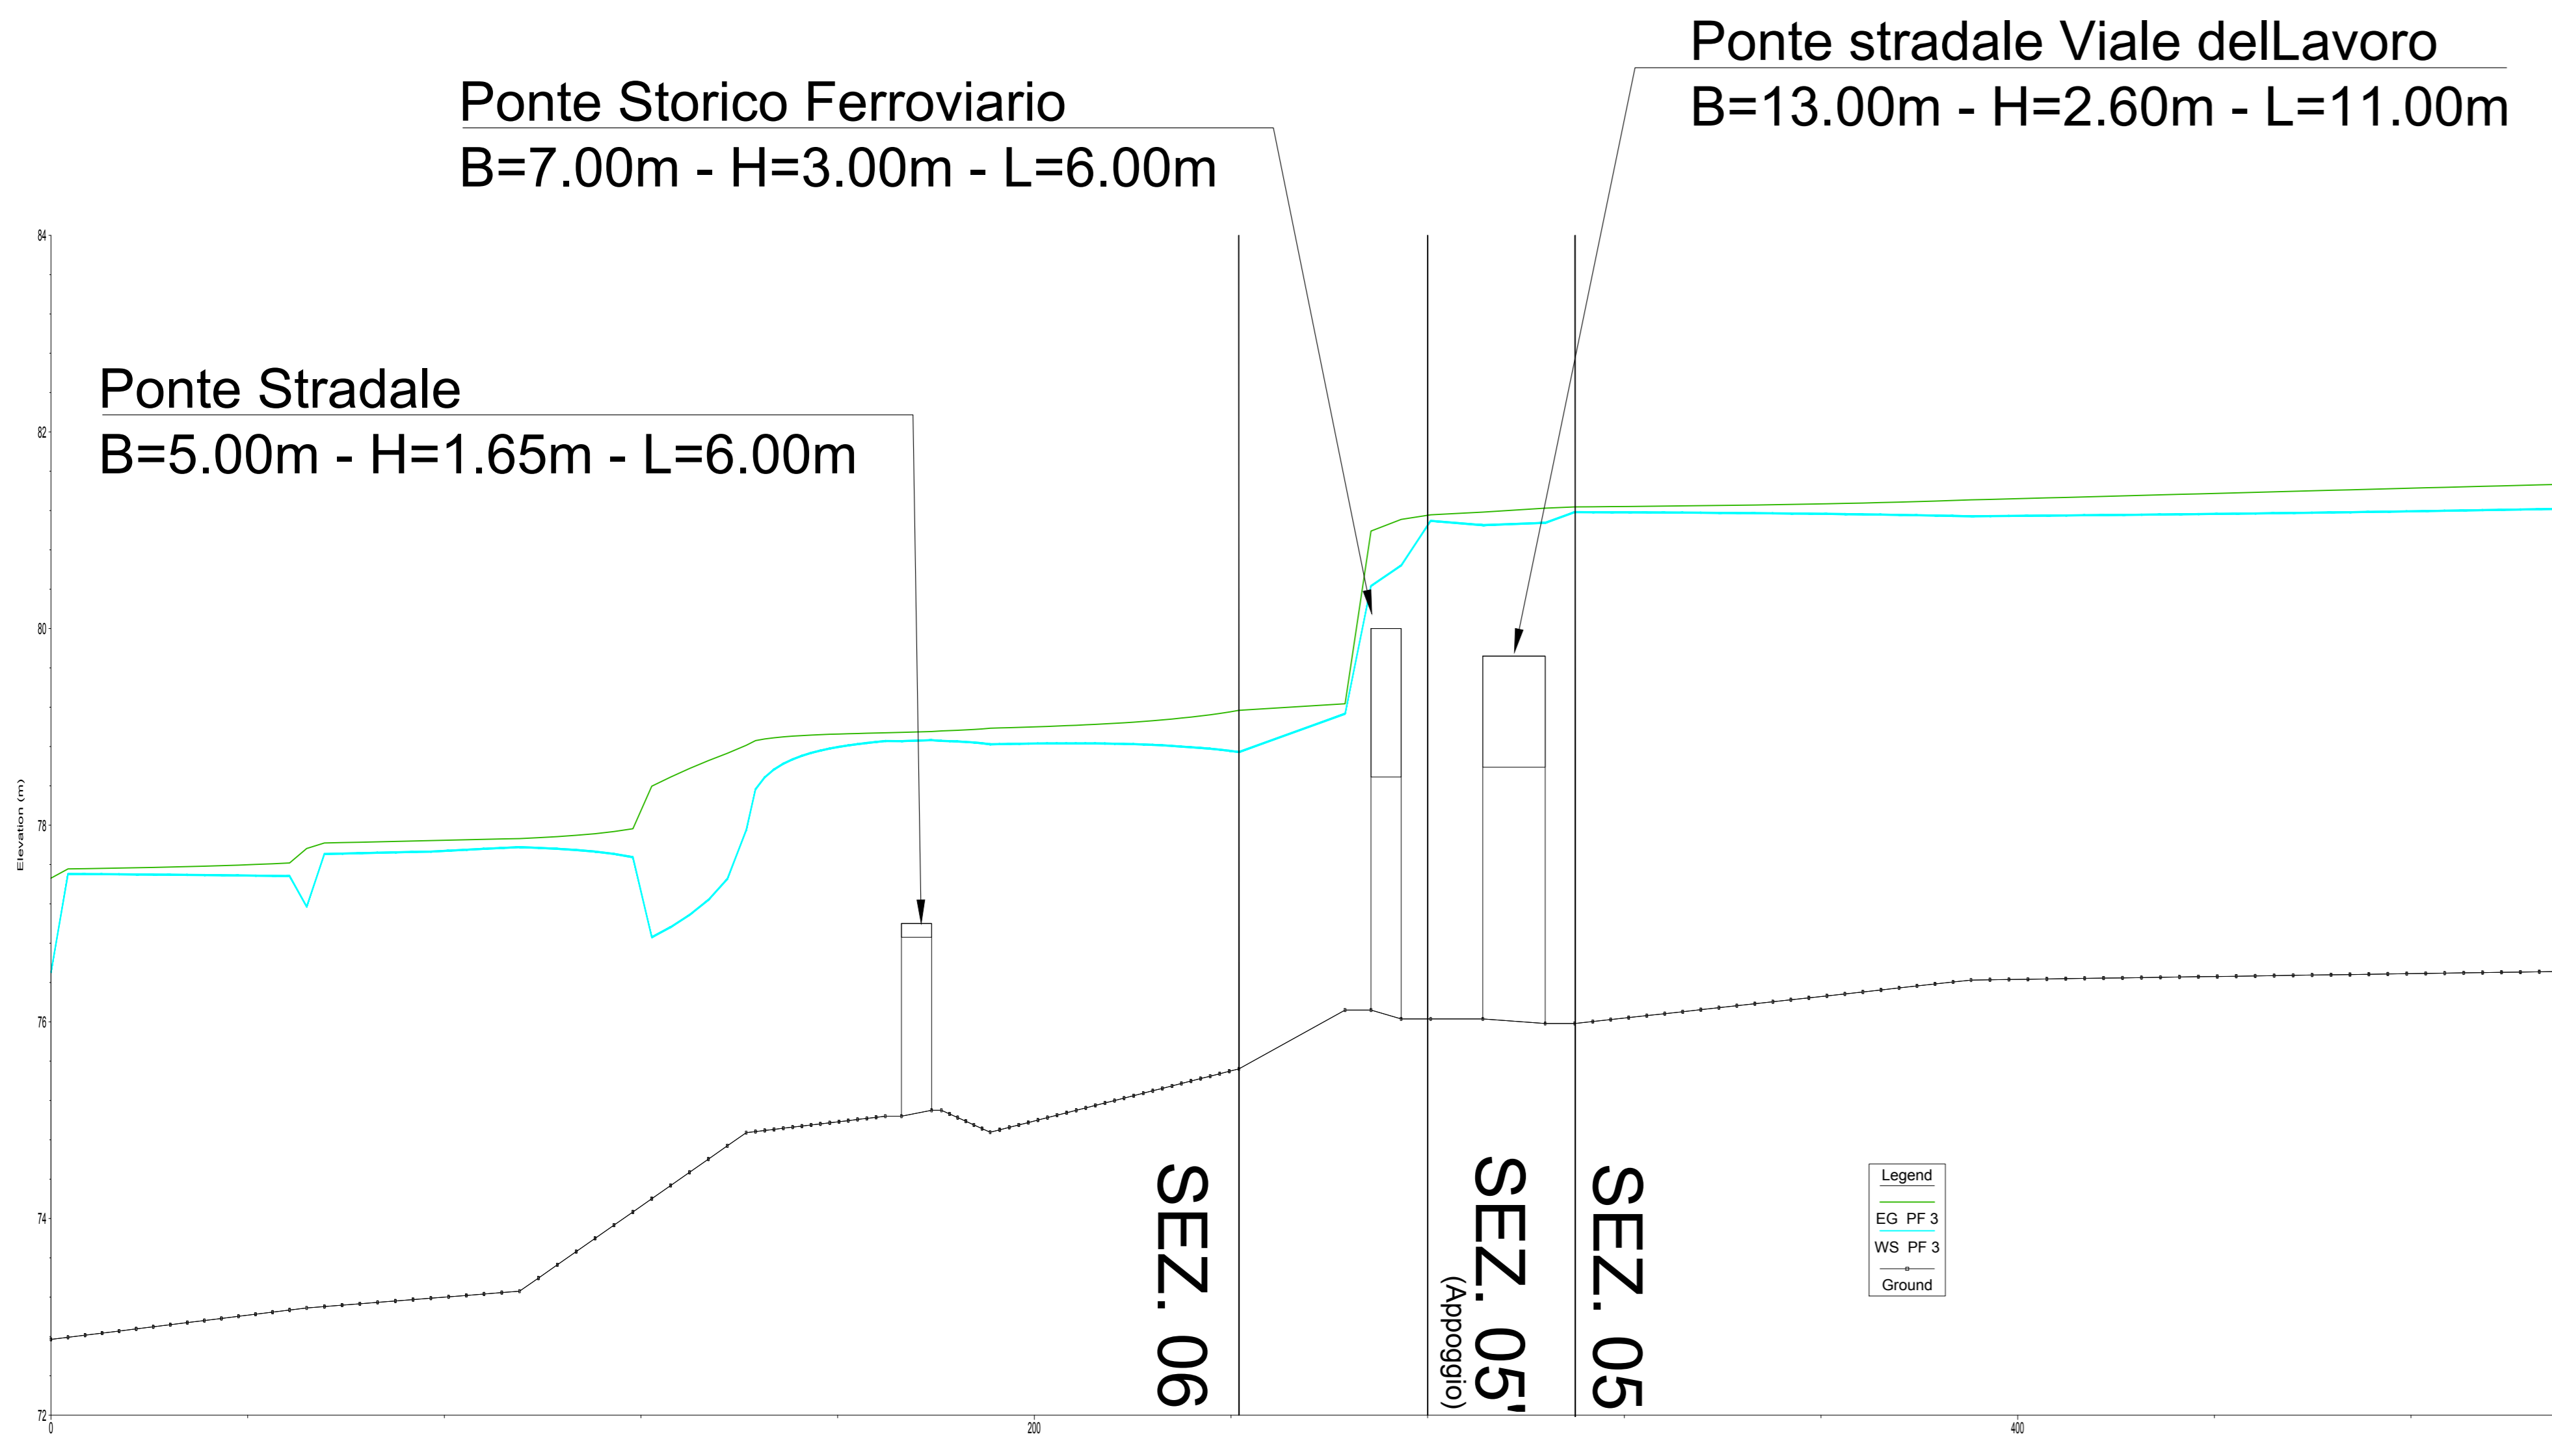 Ponte stradale Viale delLavoro
B=13.00m - H=2.60m - L=11.00m
Ponte Storico Ferroviario
B=7.00m - H=3.00m - L=6.00m
Ponte Stradale
B=5.00m - H=1.65m - L=6.00m
84
82
80
78
76
74
72
Elevation (m)
0
200
400
SEZ. 06
SEZ. 05'
(Appoggio)
SEZ. 05
Legend
EG PF 3
WS PF 3
Ground